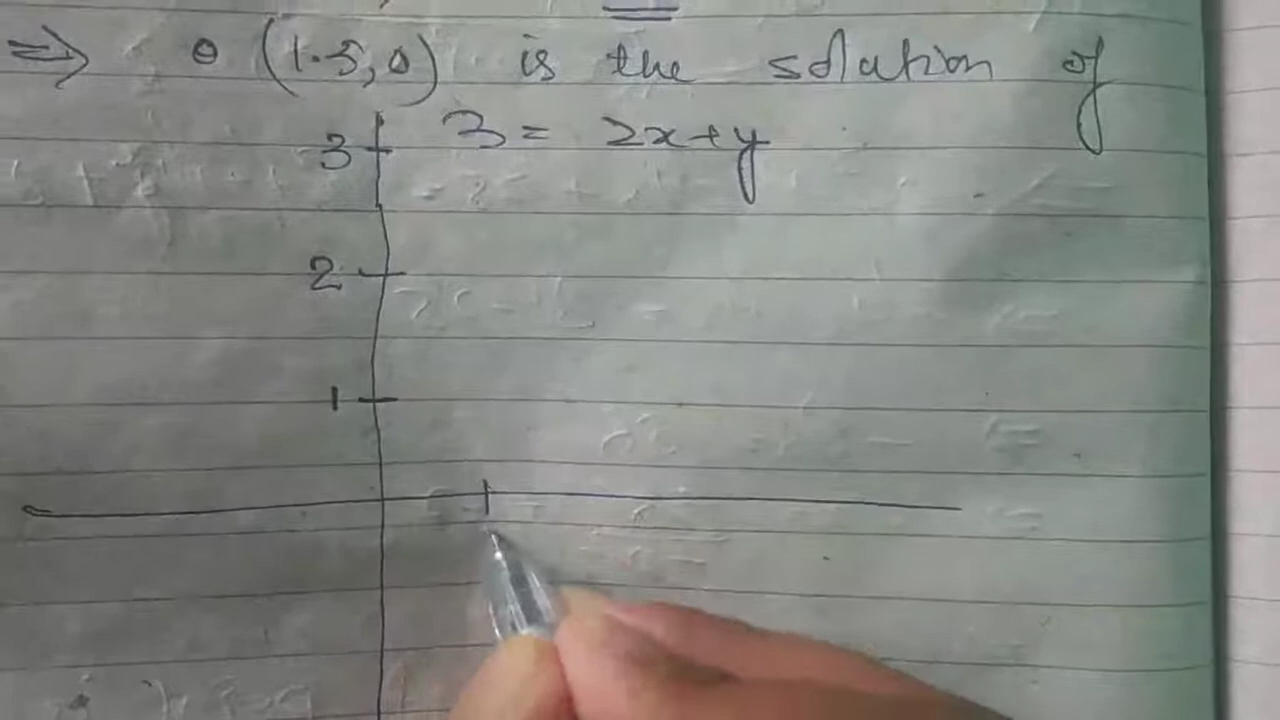 ⇒ (1.5, 0) is the solution of
3 = 2x+y
3
2
1